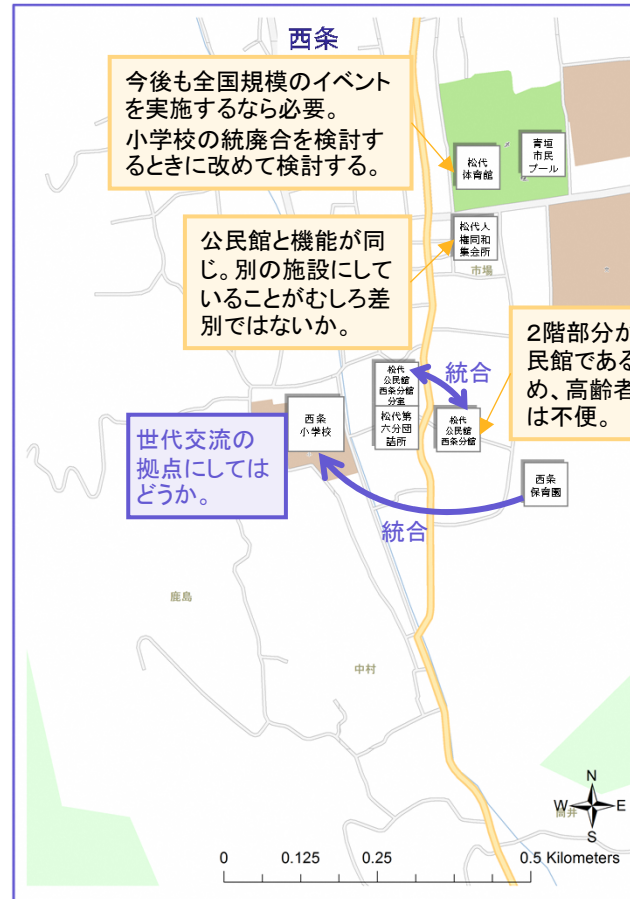 西条
今後も全国規模のイベント
を実施するなら必要。
小学校の統廃合を検討す
るときに改めて検討する。
松代
体育館
青垣
市民
プール
公民館と機能が同
じ。別の施設にして
いることがむしろ差
別ではないか。
松代人
権同和
集会所
市場
2階部分が
民館である
め、高齢者
は不便。
松代
公民館
西条分館
分室
統合
松代第
六分団
詰所
松代
公民館
西条分館
西条
小学校
世代交流の
拠点にしては
どうか。
西条
保育園
統合
鹿島
中村
筒井
N
W
E
S
0
0.125
0.25
0.5 Kilometers